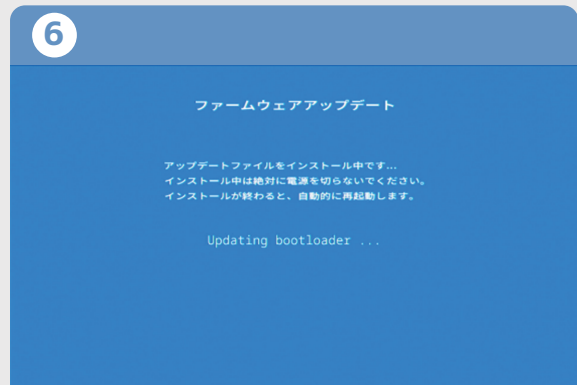 6
ファームウェアアップデート
アップデートファイルをインストール中です...
インストール中は絶対に電源を切らないでください。
インストールが終わると、自動的に再起動します。
Updating bootloader ...